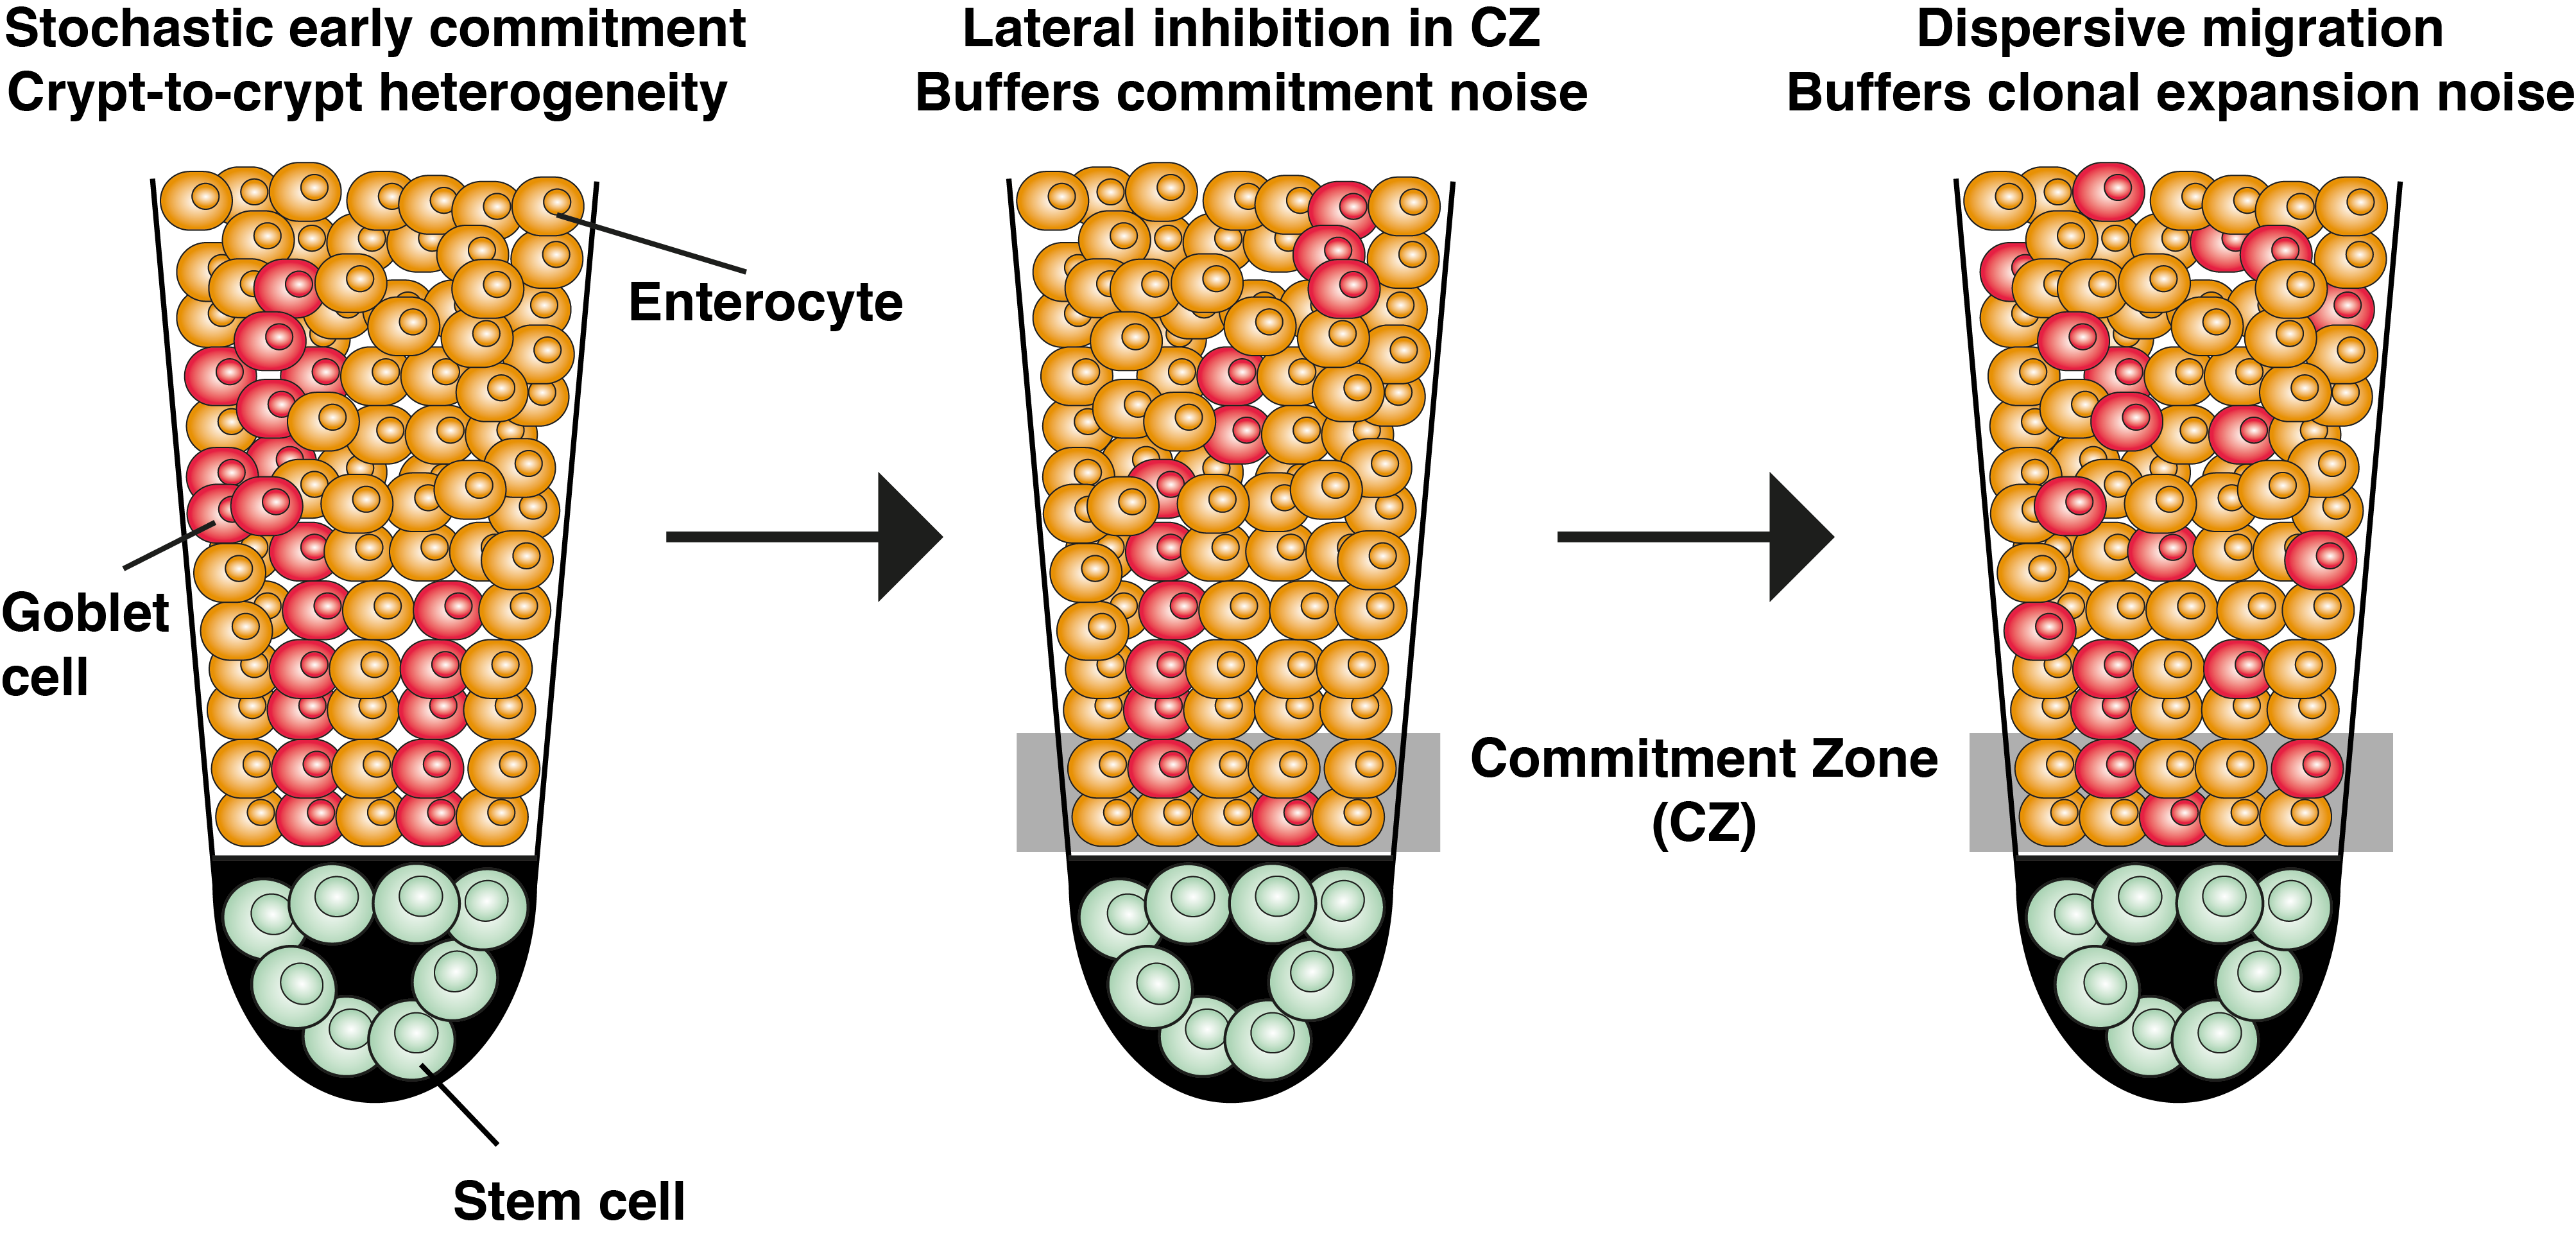 Stochastic early commitment
Crypt-to-crypt heterogeneity
Lateral inhibition in CZ
Buffers commitment noise
Dispersive migration
Buffers clonal expansion noise
Enterocyte
Goblet
cell
Commitment Zone
(CZ)
Stem cell